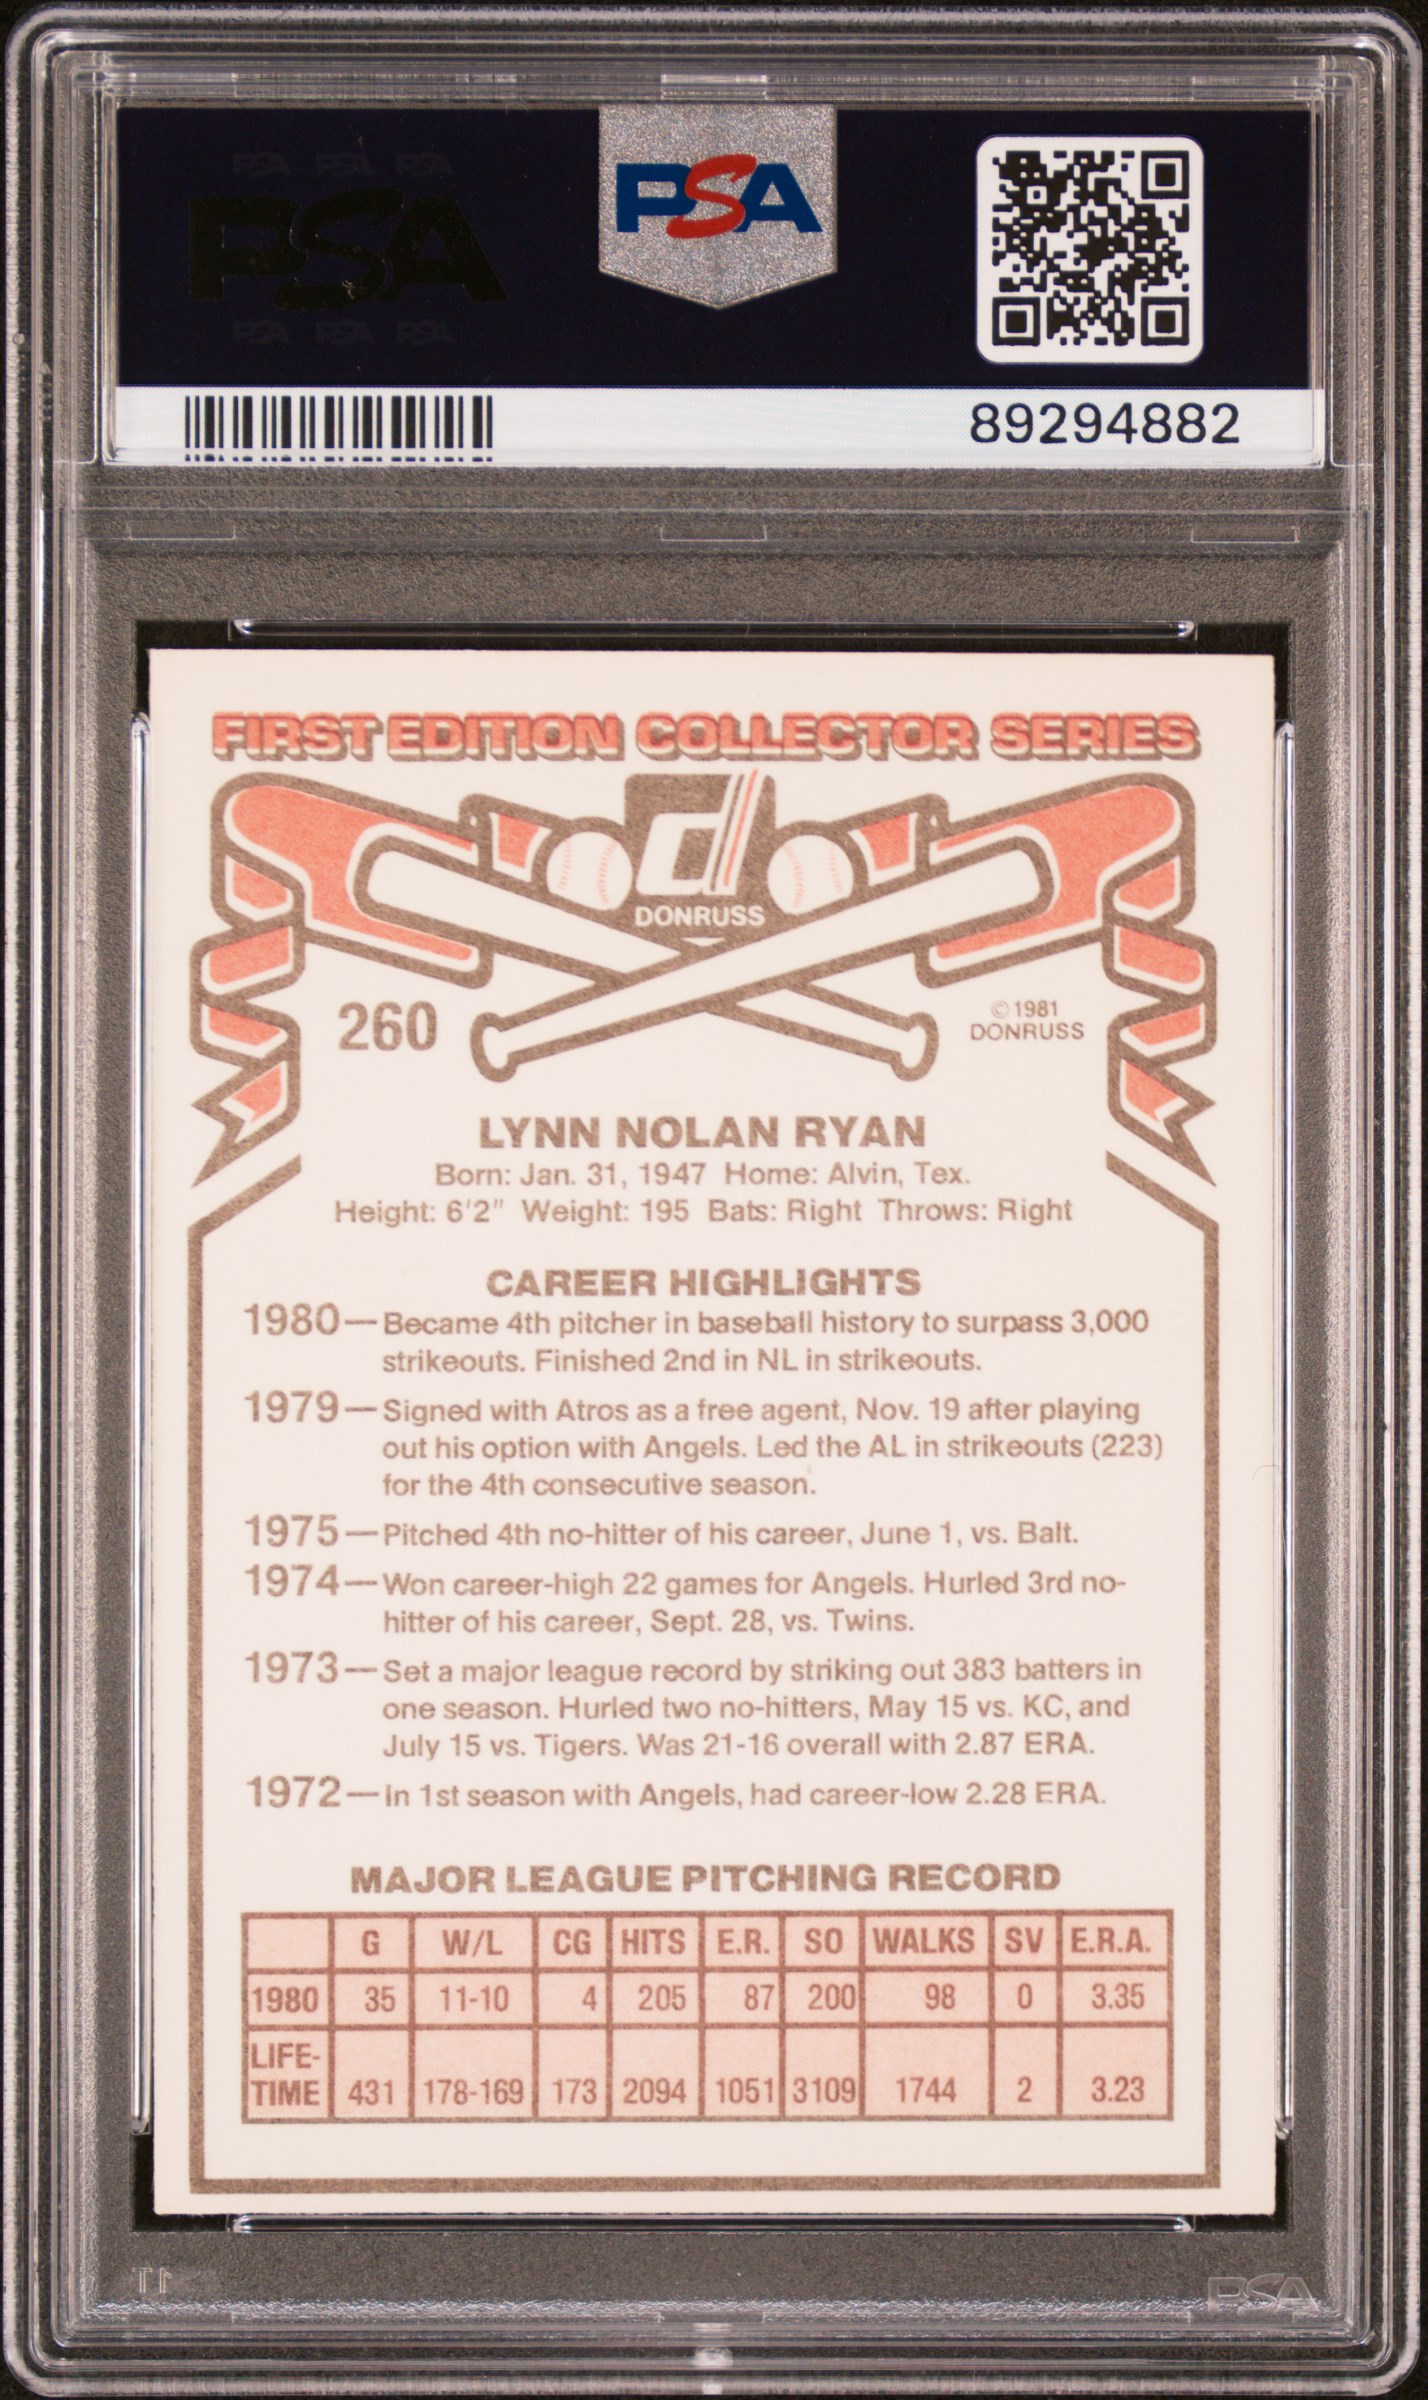 PSA PSA PSA
PSA
PSA PSA PSA
PSA
89294882
FIRST EDITION COLLECTOR SERIES
DONRUSS
260
© 1981
DONRUSS
LYNN NOLAN RYAN
Born: Jan. 31, 1947 Home: Alvin, Tex.
Height: 6'2" Weight: 195 Bats: Right Throws: Right
CAREER HIGHLIGHTS
1980—Became 4th pitcher in baseball history to surpass 3,000
strikeouts. Finished 2nd in NL in strikeouts.
1979—Signed with Atros as a free agent, Nov. 19 after playing
out his option with Angels. Led the AL in strikeouts (223)
for the 4th consecutive season.
1975—Pitched 4th no-hitter of his career, June 1, vs. Balt.
1974—Won career-high 22 games for Angels. Hurled 3rd no-
hitter of his career, Sept. 28, vs. Twins.
1973—Set a major league record by striking out 383 batters in
one season. Hurled two no-hitters, May 15 vs. KC, and
July 15 vs. Tigers. Was 21-16 overall with 2.87 ERA.
1972—In 1st season with Angels, had career-low 2.28 ERA.
MAJOR LEAGUE PITCHING RECORD
G W/L CG HITS E.R. SO WALKS SV E.R.A.
1980 35 11-10 4 205 87 200 98 0 3.35
LIFE-
TIME 431 178-169 173 2094 1051 3109 1744 2 3.23
PSA